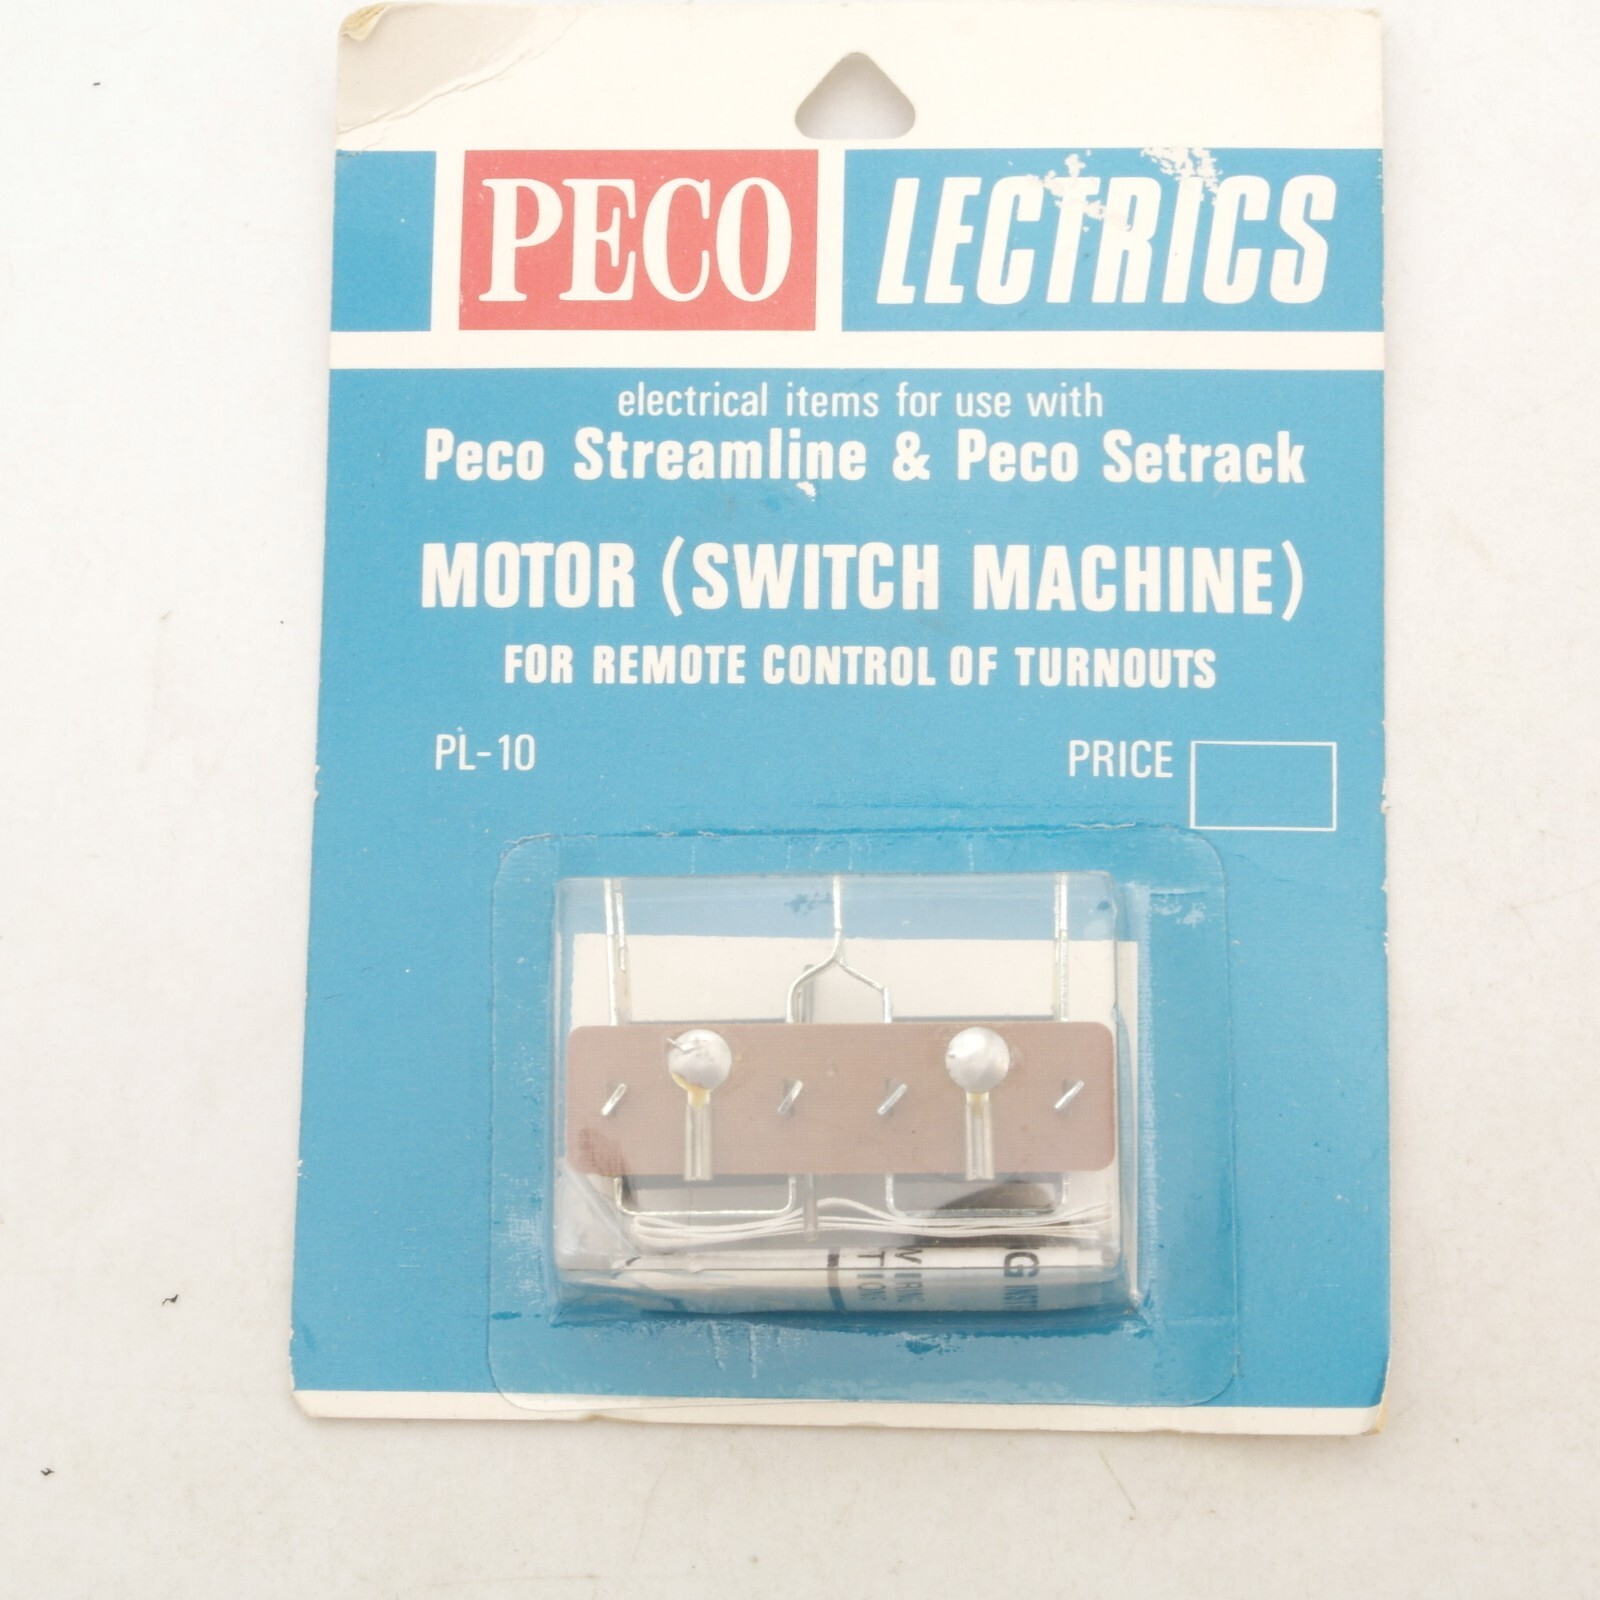 PECO LECTRICS
electrical items for use with
Peco Streamline & Peco Setrack
MOTOR (SWITCH MACHINE)
FOR REMOTE CONTROL OF TURNOUTS
PL-10 PRICE